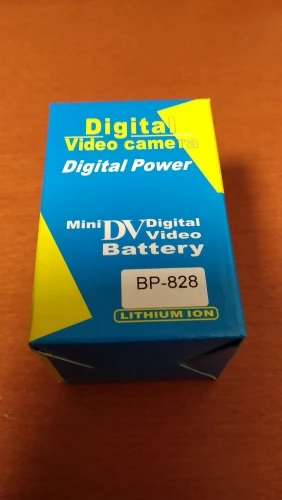 Digital
Video camera
Digital Power
Mini DV Digital Video
Battery
BP-828
LITHIUM ION